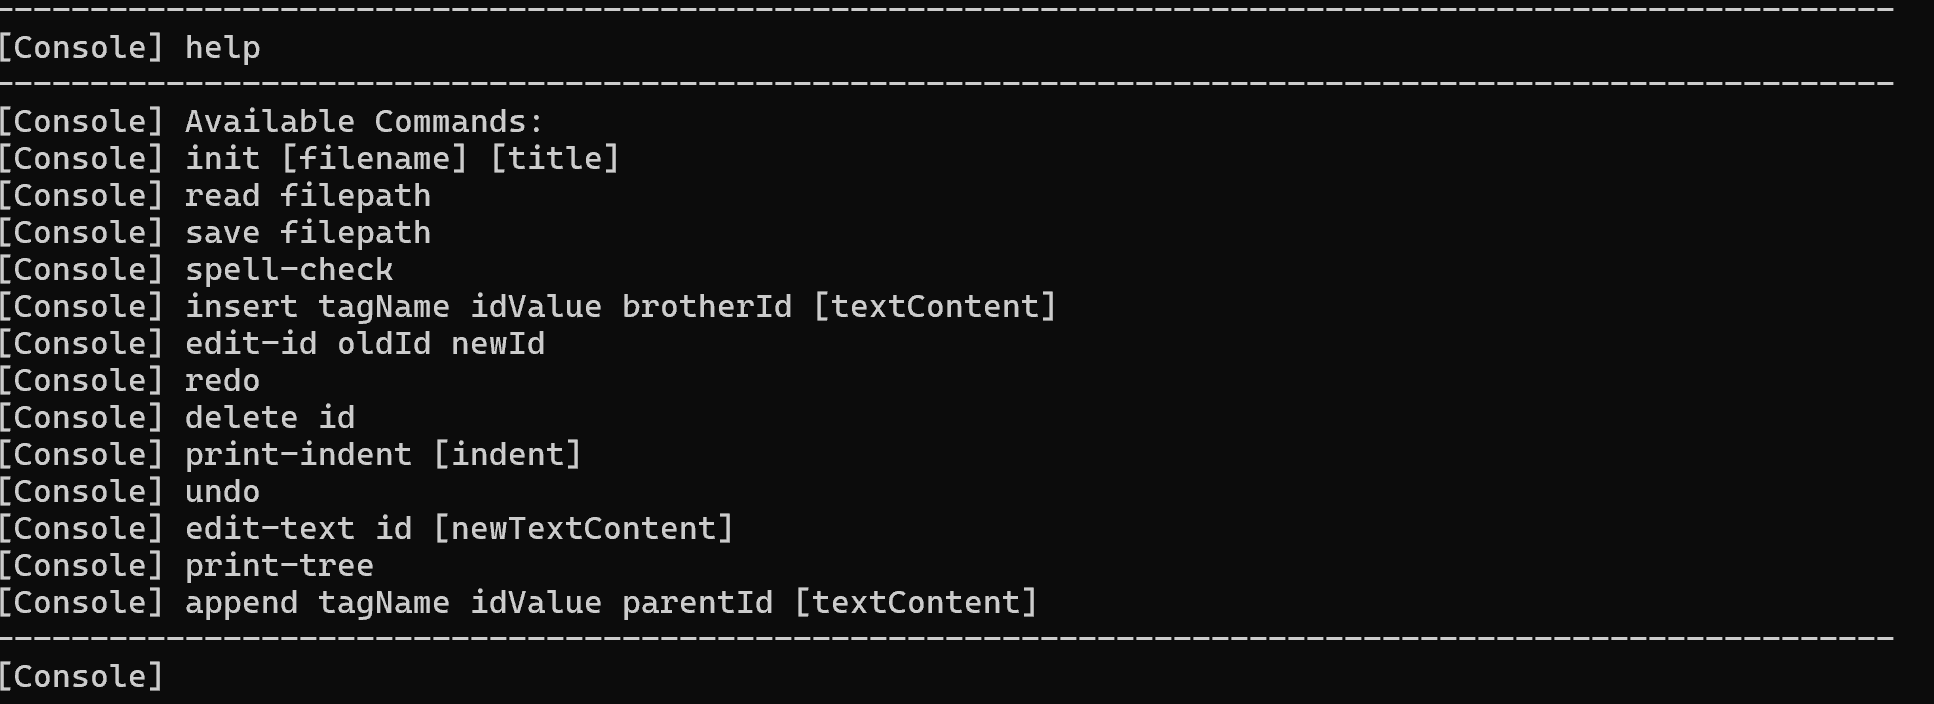 ----------------------------------------------------------------------------------------------------
[Console] help
----------------------------------------------------------------------------------------------------
[Console] Available Commands:
[Console] init [filename] [title]
[Console] read filepath
[Console] save filepath
[Console] spell-check
[Console] insert tagName idValue brotherId [textContent]
[Console] edit-id oldId newId
[Console] redo
[Console] delete id
[Console] print-indent [indent]
[Console] undo
[Console] edit-text id [newTextContent]
[Console] print-tree
[Console] append tagName idValue parentId [textContent]
----------------------------------------------------------------------------------------------------
[Console]